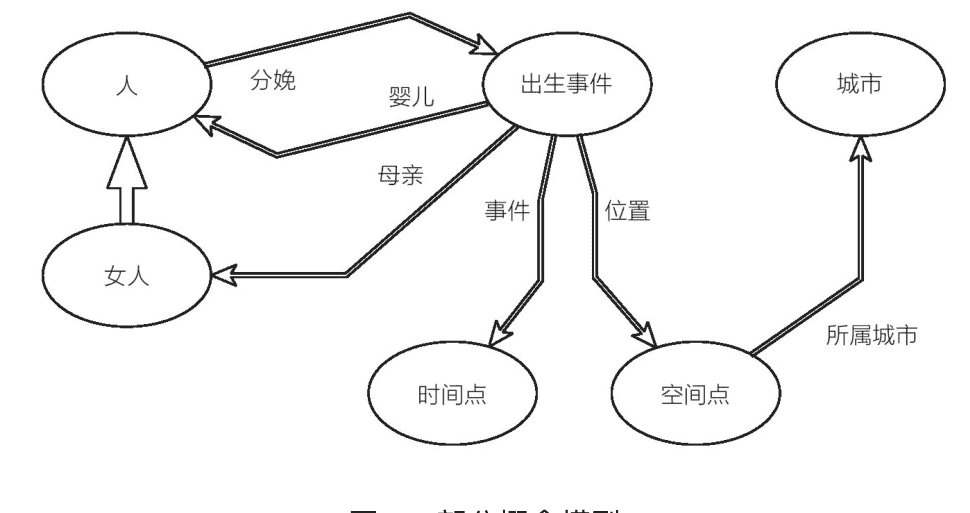 人
分娩
婴儿
出生事件
城市
母亲
事件
位置
女人
所属城市
时间点
空间点